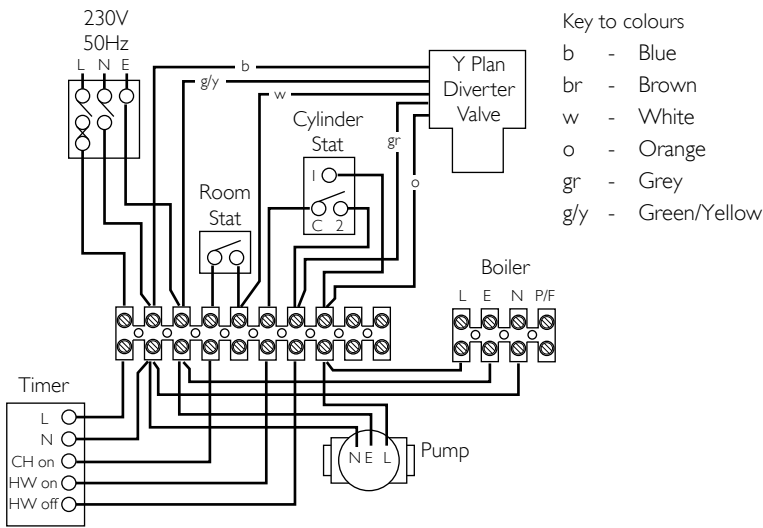 230V
50Hz
L N E
b
g/y
w
gr
o
Y Plan
Diverter
Valve
Cylinder
Stat
1
C 2
Room
Stat
Key to colours
b - Blue
br - Brown
w - White
o - Orange
gr - Grey
g/y - Green/Yellow
Boiler
L E N P/F
Timer
L
N
CH on
HW on
HW off
N E L
Pump